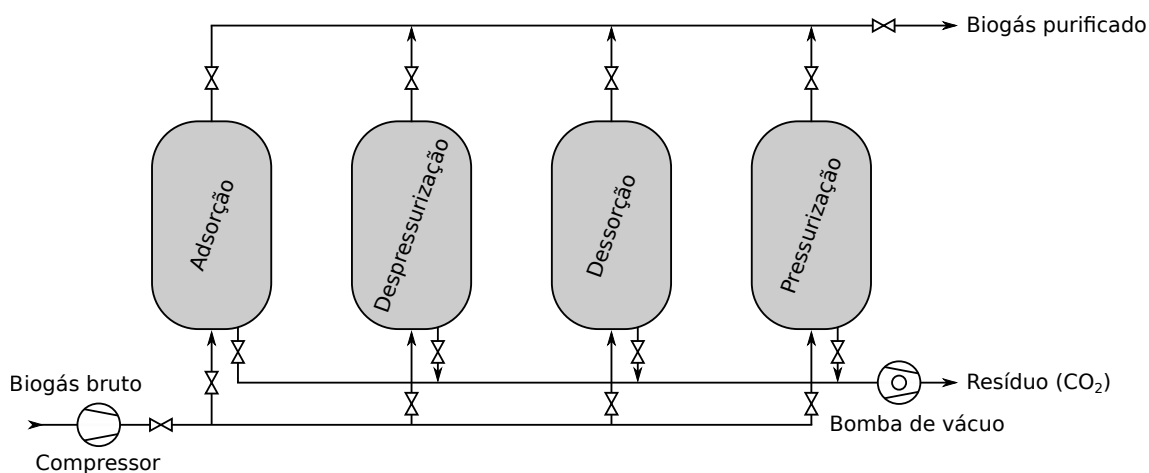 Biogás purificado
Adsorção
Despressurização
Dessorção
Pressurização
Biogás bruto
Resíduo (CO₂)
Bomba de vácuo
Compressor